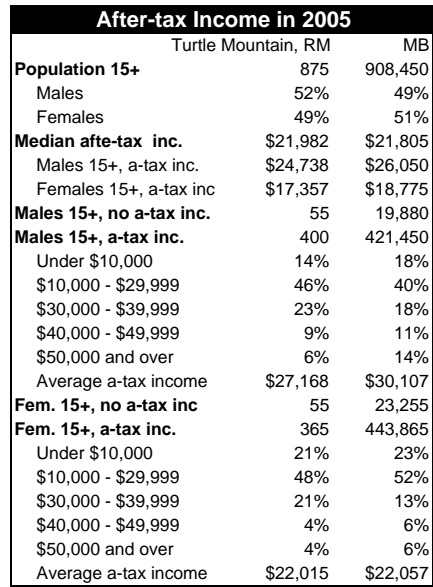 After-tax Income in 2005
Turtle Mountain, RM MB
Population 15+ 875 908,450
Males 52% 49%
Females 49% 51%
Median afte-tax inc. $21,982 $21,805
Males 15+, a-tax inc. $24,738 $26,050
Females 15+, a-tax inc $17,357 $18,775
Males 15+, no a-tax inc. 55 19,880
Males 15+, a-tax inc. 400 421,450
Under $10,000 14% 18%
$10,000 - $29,999 46% 40%
$30,000 - $39,999 23% 18%
$40,000 - $49,999 9% 11%
$50,000 and over 6% 14%
Average a-tax income $27,168 $30,107
Fem. 15+, no a-tax inc 55 23,255
Fem. 15+, a-tax inc. 365 443,865
Under $10,000 21% 23%
$10,000 - $29,999 48% 52%
$30,000 - $39,999 21% 13%
$40,000 - $49,999 4% 6%
$50,000 and over 4% 6%
Average a-tax income $22,015 $22,057